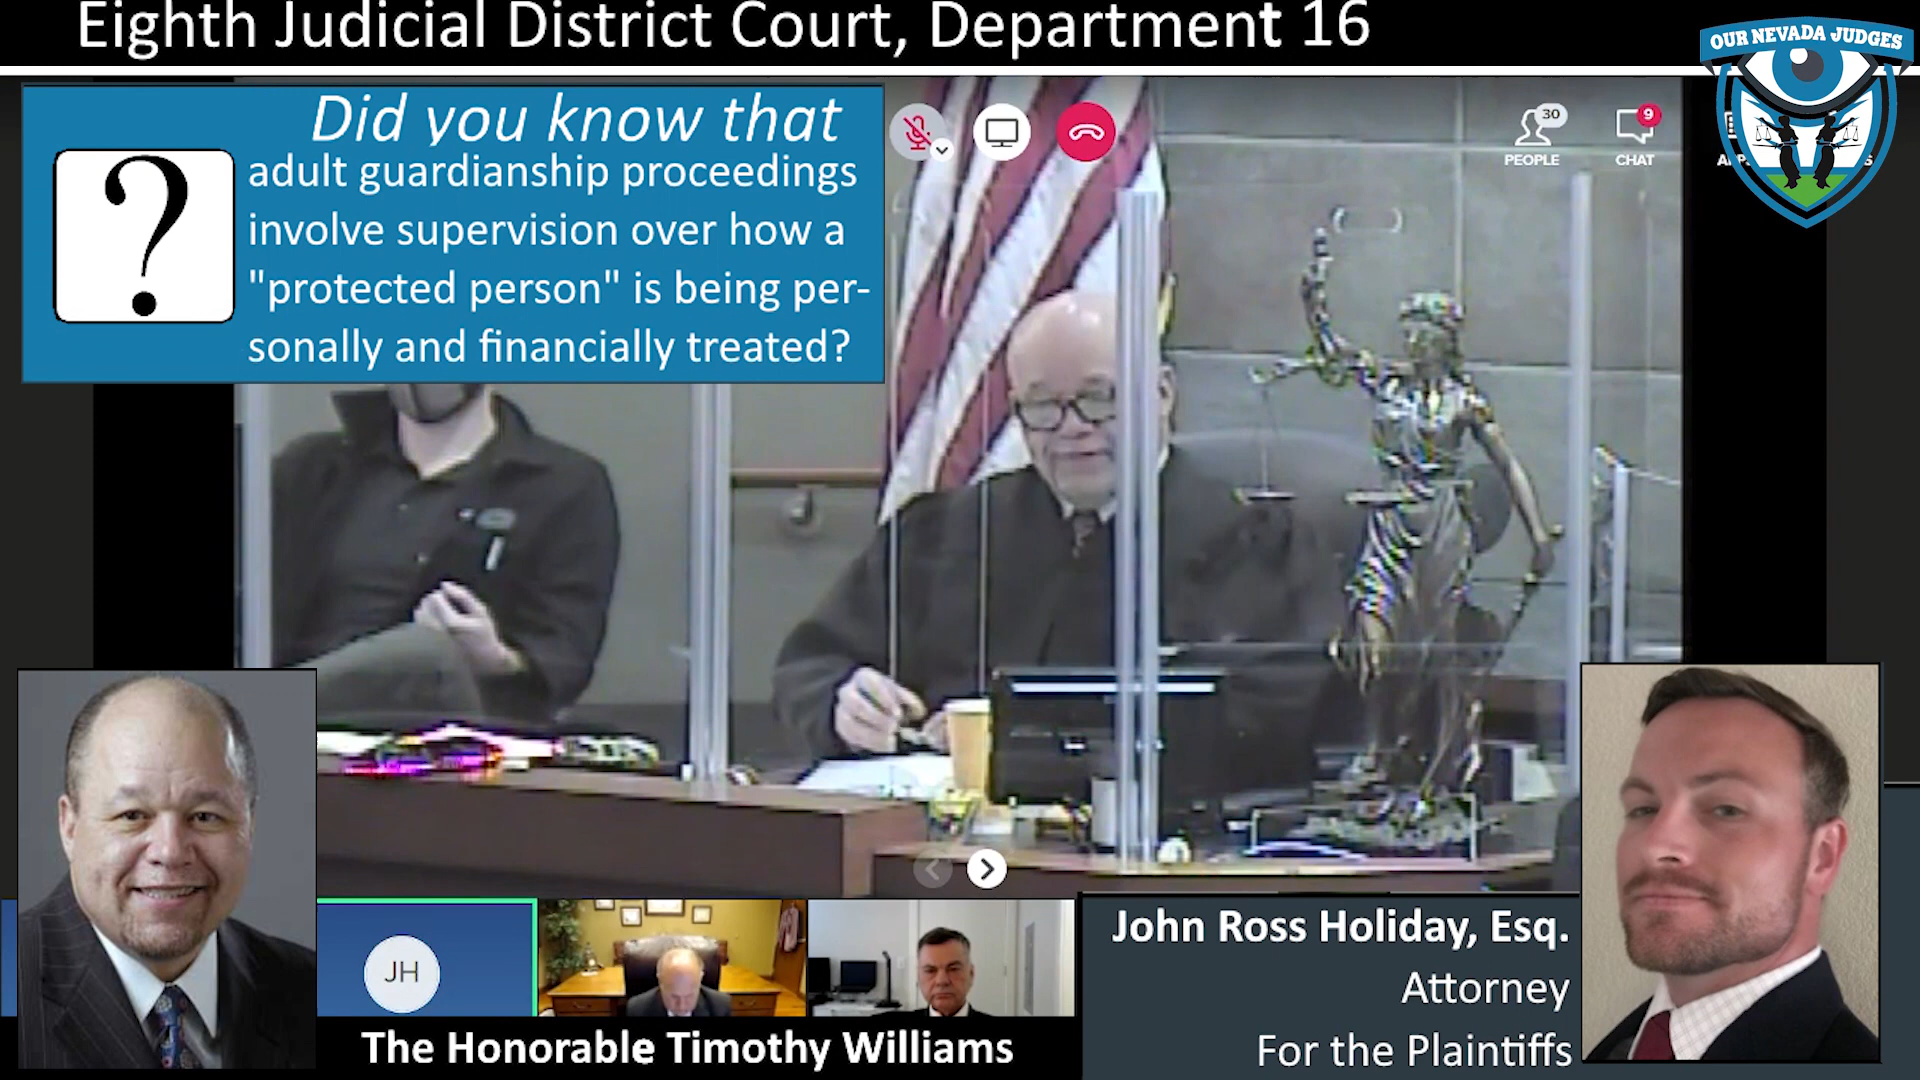 Eighth Judicial District Court, Department 16
OUR NEVADA JUDGES
Did you know that
adult guardianship proceedings
involve supervision over how a
"protected person" is being per-
sonally and financially treated?
?
30
PEOPLE
9
CHAT
JH
The Honorable Timothy Williams
John Ross Holiday, Esq.
Attorney
For the Plaintiffs